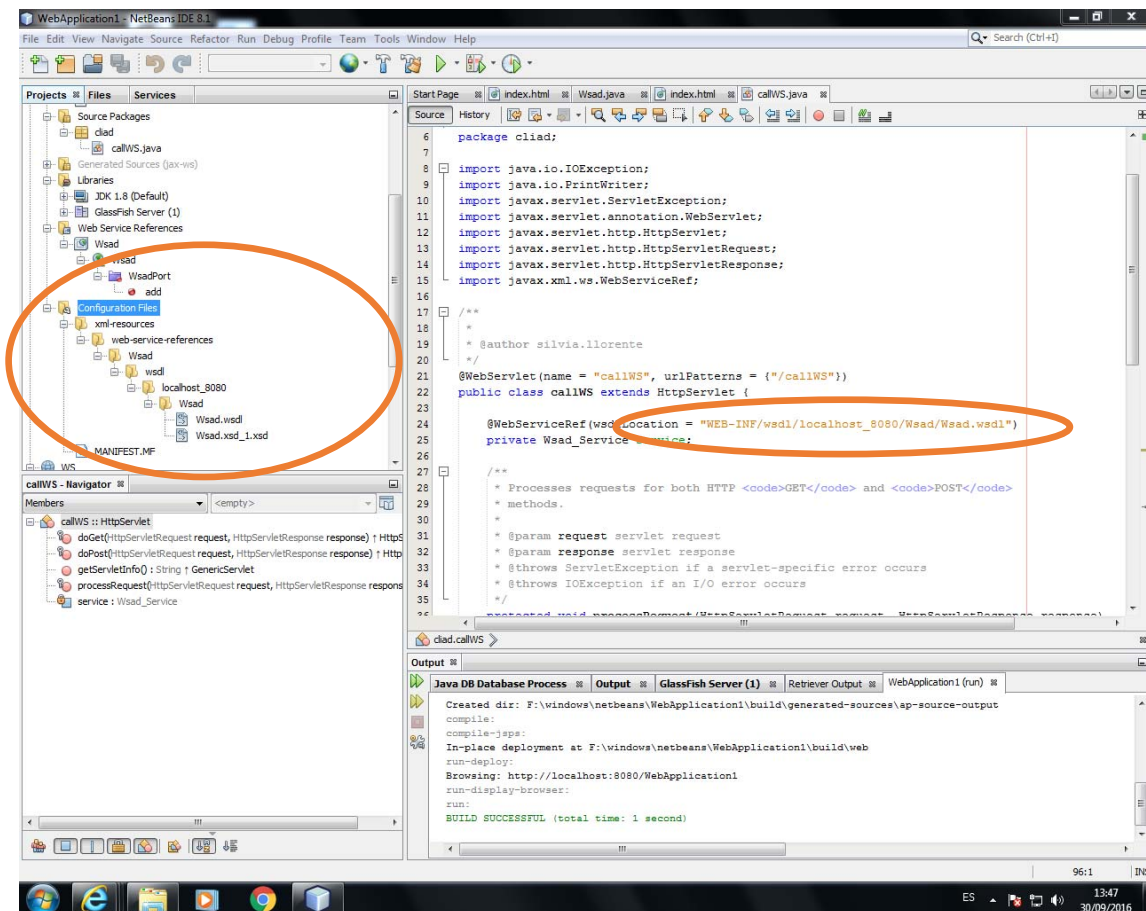 WebApplication1 - NetBeans IDE 8.1
File Edit View Navigate Source Refactor Run Debug Profile Team Tools Window Help
Search (Ctrl+I)
Projects Files Services
Source Packages
cliad
callWS.java
Generated Sources (jax-ws)
Libraries
JDK 1.8 (Default)
GlassFish Server (1)
Web Service References
Wsad
Wsad
WsadPort
add
Configuration Files
xml-resources
web-service-references
Wsad
wsdl
localhost_8080
Wsad
Wsad.wsdl
Wsad.xsd_1.xsd
MANIFEST.MF
WS
callWS - Navigator
Members <empty>
callWS :: HttpServlet
doGet(HttpServletRequest request, HttpServletResponse response) ↑ HttpS
doPost(HttpServletRequest request, HttpServletResponse response) ↑ Http
getServletInfo() : String ↑ GenericServlet
processRequest(HttpServletRequest request, HttpServletResponse respons
service : Wsad_Service
Start Page index.html Wsad.java index.html callWS.java
Source History
6 package cliad;
7
8 import java.io.IOException;
9 import java.io.PrintWriter;
10 import javax.servlet.ServletException;
11 import javax.servlet.annotation.WebServlet;
12 import javax.servlet.http.HttpServlet;
13 import javax.servlet.http.HttpServletRequest;
14 import javax.servlet.http.HttpServletResponse;
15 import javax.xml.ws.WebServiceRef;
16
17 /**
18 *
19 * @author silvia.llorente
20 */
21 @WebServlet(name = "callWS", urlPatterns = {"/callWS"})
22 public class callWS extends HttpServlet {
23
24 @WebServiceRef(wsdlLocation = "WEB-INF/wsdl/localhost_8080/Wsad/Wsad.wsdl")
25 private Wsad_Service service;
26
27 /**
28 * Processes requests for both HTTP <code>GET</code> and <code>POST</code>
29 * methods.
30 *
31 * @param request servlet request
32 * @param response servlet response
33 * @throws ServletException if a servlet-specific error occurs
34 * @throws IOException if an I/O error occurs
35 */
36 protected void processRequest(HttpServletRequest request, HttpServletResponse response)
cliad.callWS
Output
Java DB Database Process Output GlassFish Server (1) Retriever Output WebApplication1 (run)
Created dir: F:\windows\netbeans\WebApplication1\build\generated-sources\ap-source-output
compile:
compile-jsps:
In-place deployment at F:\windows\netbeans\WebApplication1\build\web
run-deploy:
Browsing: http://localhost:8080/WebApplication1
run-display-browser:
run:
BUILD SUCCESSFUL (total time: 1 second)
96:1 INS
ES 13:47
30/09/2016